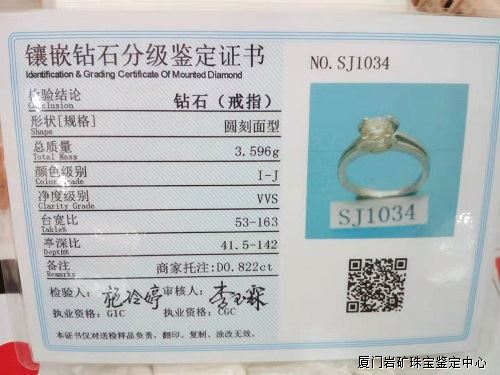 镶嵌钻石分级鉴定证书
Identification & Grading Certificate Of Mounted Diamond
NO. SJ1034
检验结论 钻石（戒指）
Conclusion
形状[规格] 圆刻面型
Shape
总质量 3.596g
Total Mass
颜色级别 I-J
Color Grade
净度级别 VVS
Clarity Grade
台宽比 53-163
Table%
亭深比 41.5-142
Depth%
备注 商家托注: D0.822ct
Remarks
SJ1034
检验人: 审核人:
执业资格: GIC 执业资格: CGC
本证书仅对送检样品负责、翻印、复制、涂改无效。
厦门岩矿珠宝鉴定中心